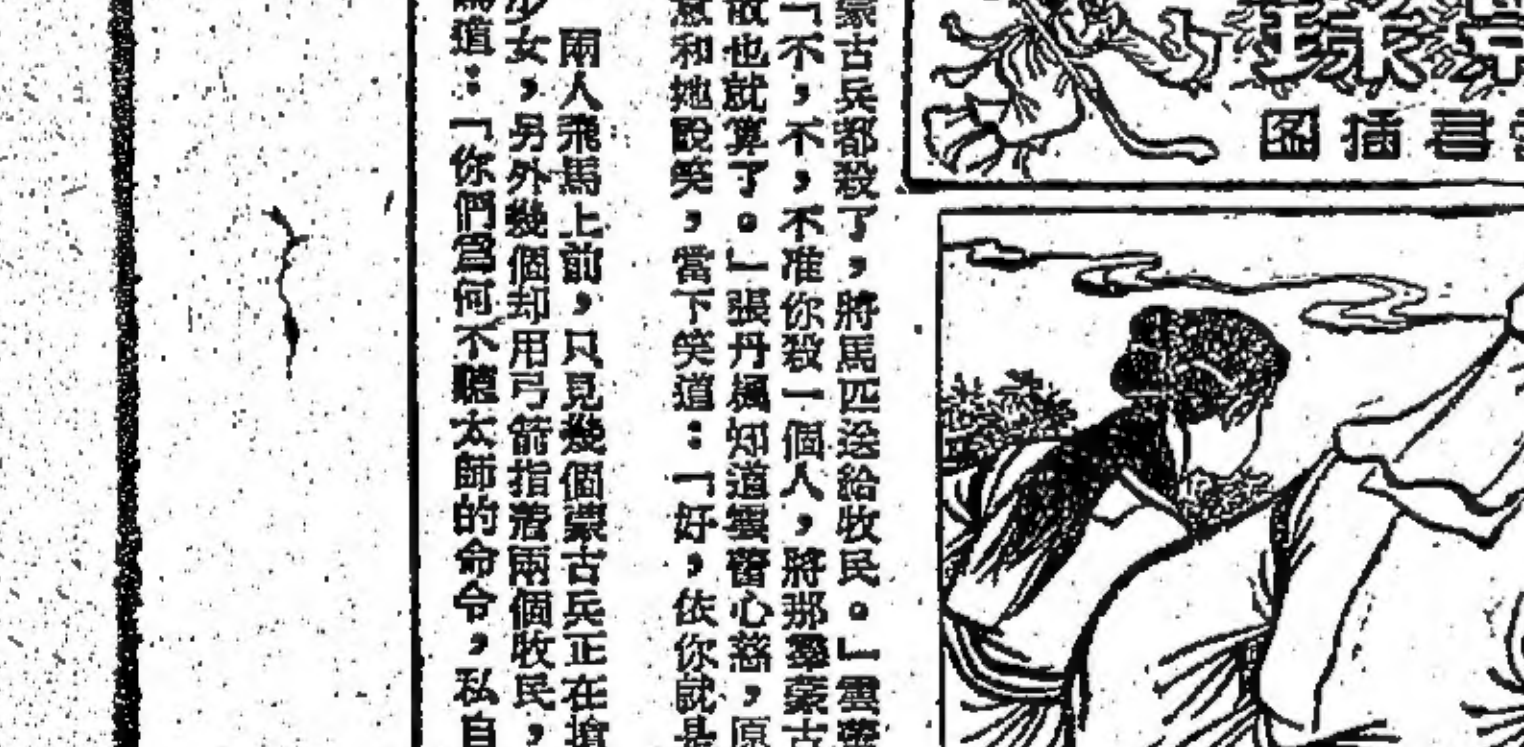 君插图
蒙古兵都殺了，將馬匹送給牧民。」雲蕾
「不，不，不准你殺一個人，將那羣蒙古
散也就算了。」張丹楓知道雲蕾心慈，原
意和她說笑，當下笑道：「好，依你就是
兩人飛馬上前，只見幾個蒙古兵正在搶
少女，另外幾個却用弓箭指着兩個牧民，
道：「你們爲何不聽太師的命令，私自